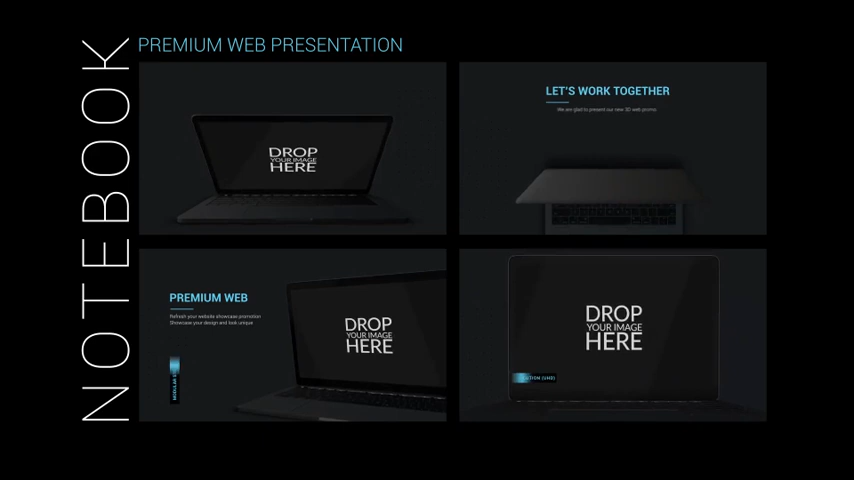 NOTEBOOK
PREMIUM WEB PRESENTATION
DROP
YOUR IMAGE
HERE
LET'S WORK TOGETHER
We are glad to present our new 3D web promo
PREMIUM WEB
Refresh your website showcase promotion
Showcase your design and look unique
MODULAR
DROP
YOUR IMAGE
HERE
DROP
YOUR IMAGE
HERE
(UHD)